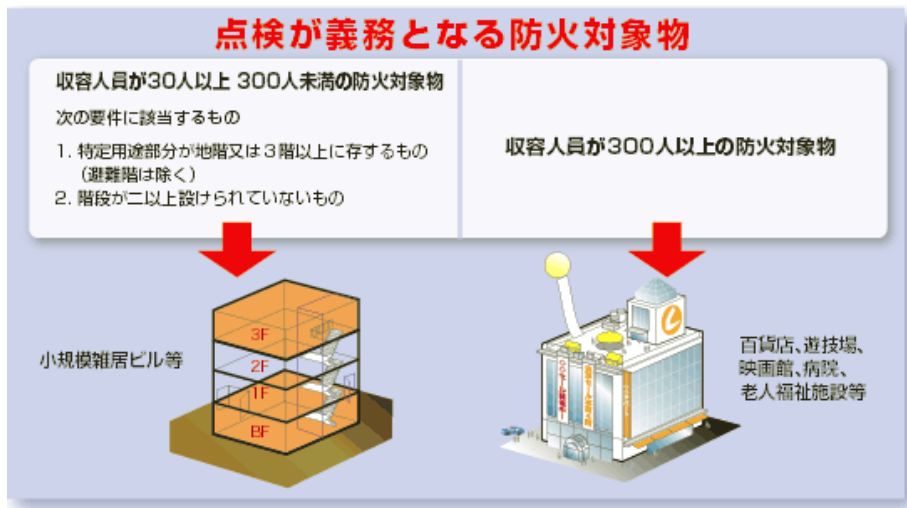 点検が義務となる防火対象物
収容人員が30人以上 300人未満の防火対象物
次の要件に該当するもの
1. 特定用途部分が地階又は3階以上に存するもの
（避難階は除く）
2. 階段が二以上設けられていないもの
収容人員が300人以上の防火対象物
小規模雑居ビル等
3F
2F
1F
BF
百貨店、遊技場、
映画館、病院、
老人福祉施設等